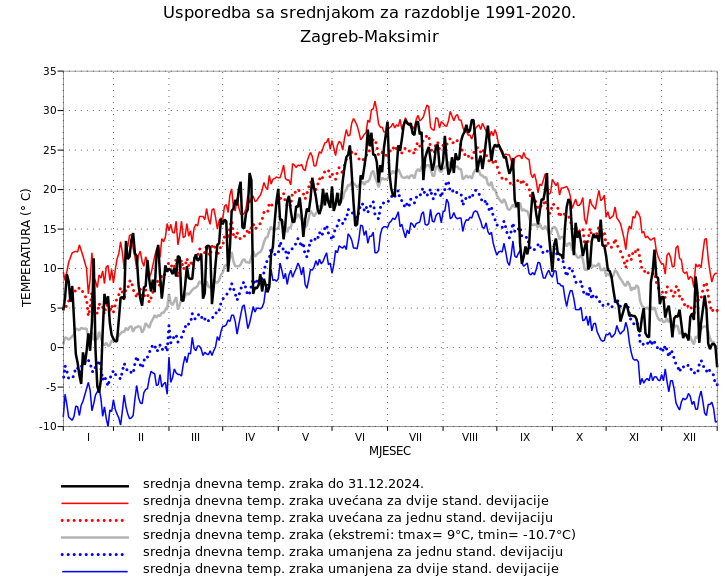 Usporedba sa srednjakom za razdoblje 1991-2020.
Zagreb-Maksimir
TEMPERATURA (° C)
35
30
25
20
15
10
5
0
-5
-10
I II III IV V VI VII VIII IX X XI XII
MJESEC
srednja dnevna temp. zraka do 31.12.2024.
srednja dnevna temp. zraka uvećana za dvije stand. devijacije
srednja dnevna temp. zraka uvećana za jednu stand. devijaciju
srednja dnevna temp. zraka (ekstremi: tmax= 9°C, tmin= -10.7°C)
srednja dnevna temp. zraka umanjena za jednu stand. devijaciju
srednja dnevna temp. zraka umanjena za dvije stand. devijacije